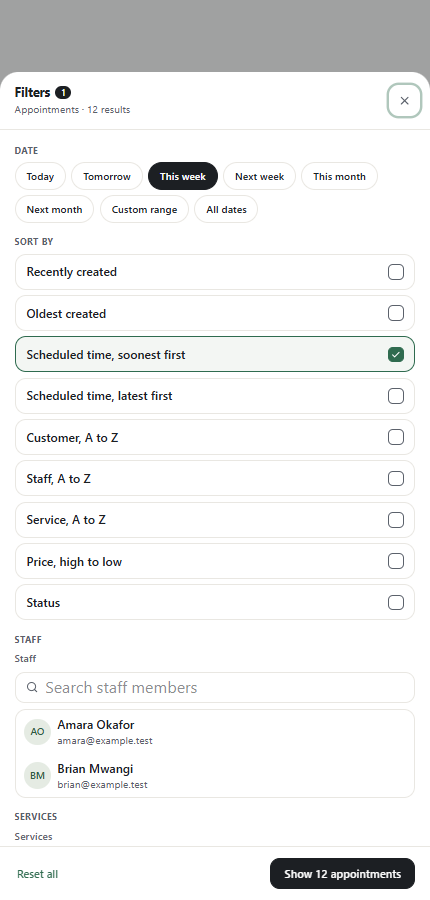 Filters 1
Appointments · 12 results
DATE
Today Tomorrow This week Next week This month
Next month Custom range All dates
SORT BY
Recently created
Oldest created
Scheduled time, soonest first
Scheduled time, latest first
Customer, A to Z
Staff, A to Z
Service, A to Z
Price, high to low
Status
STAFF
Staff
Search staff members
AO Amara Okafor
amara@example.test
BM Brian Mwangi
brian@example.test
SERVICES
Services
Reset all Show 12 appointments